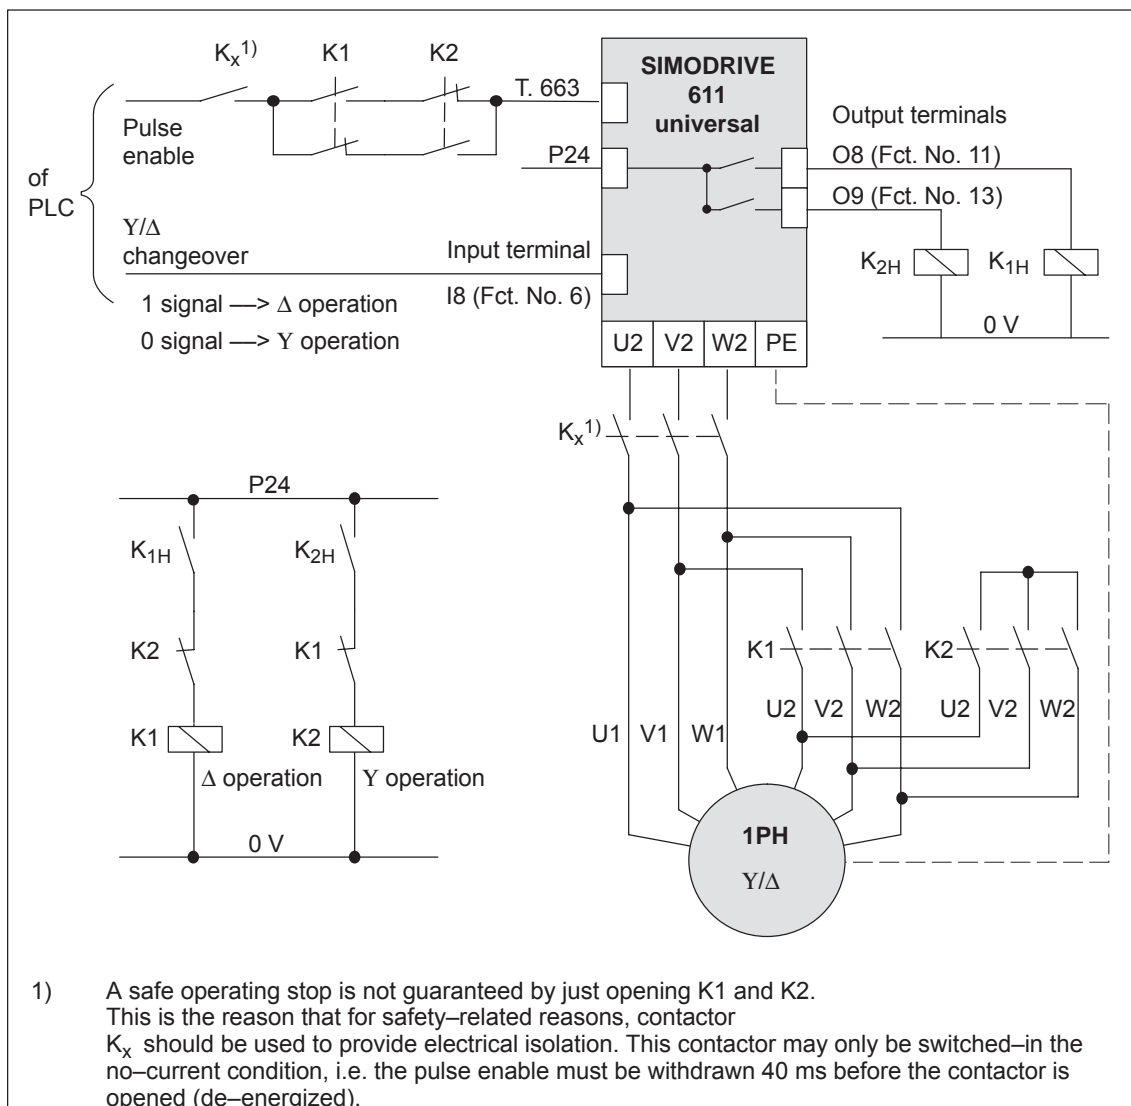 Kx1) K1 K2
T. 663
SIMODRIVE
611
universal
Pulse
enable
P24
Output terminals
O8 (Fct. No. 11)
O9 (Fct. No. 13)
of
PLC
Y/Δ
changeover
Input terminal
I8 (Fct. No. 6)
K2H K1H
1 signal —> Δ operation
0 signal —> Y operation
0 V
U2 V2 W2 PE
Kx1)
P24
K1H K2H
K2 K1
K1 K2
Δ operation Y operation
0 V
K1 K2
U2 V2 W2 U2 V2 W2
U1 V1 W1
1PH
Y/Δ
1) A safe operating stop is not guaranteed by just opening K1 and K2.
This is the reason that for safety–related reasons, contactor
Kx should be used to provide electrical isolation. This contactor may only be switched–in the
no–current condition, i.e. the pulse enable must be withdrawn 40 ms before the contactor is
opened (de–energized).